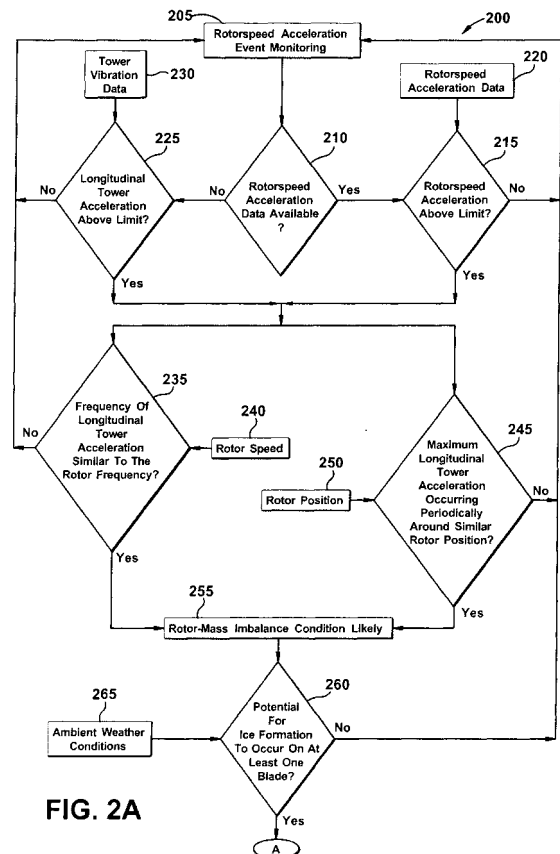 205
Rotorspeed Acceleration
Event Monitoring
200
Tower
Vibration
Data
230
Rotorspeed
Acceleration Data
220
225
Longitudinal
Tower
Acceleration
Above Limit?
No
Yes
210
Rotorspeed
Acceleration
Data Available
?
No
Yes
215
Rotorspeed
Acceleration
Above Limit?
No
Yes
235
Frequency Of
Longitudinal
Tower
Acceleration
Similar To The
Rotor Frequency?
No
Yes
240
Rotor Speed
245
Maximum
Longitudinal
Tower
Acceleration
Occurring
Periodically
Around Similar
Rotor Position?
No
Yes
250
Rotor Position
255
Rotor-Mass Imbalance Condition Likely
260
Potential
For
Ice Formation
To Occur On At
Least One
Blade?
No
Yes
265
Ambient Weather
Conditions
FIG. 2A
A